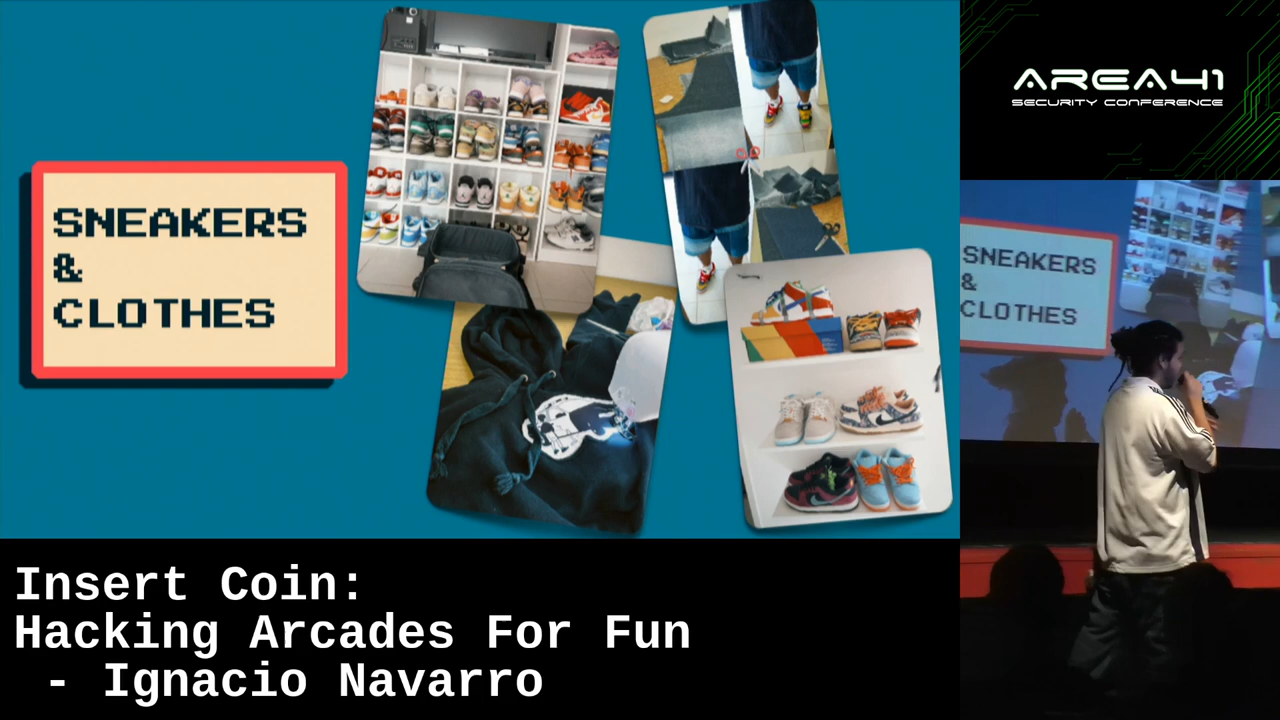 SNEAKERS
&
CLOTHES
AREA41
SECURITY CONFERENCE
SNEAKERS
&
CLOTHES
Insert Coin:
Hacking Arcades For Fun
- Ignacio Navarro